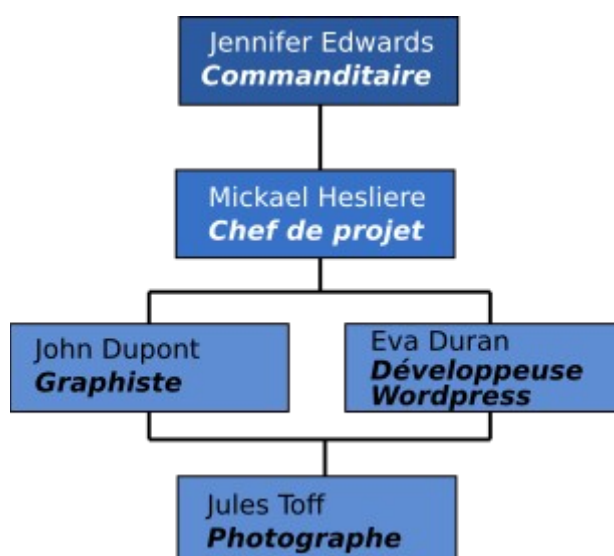 Jennifer Edwards
Commanditaire
Mickael Hesliere
Chef de projet
John Dupont
Graphiste
Eva Duran
Développeuse
Wordpress
Jules Toff
Photographe